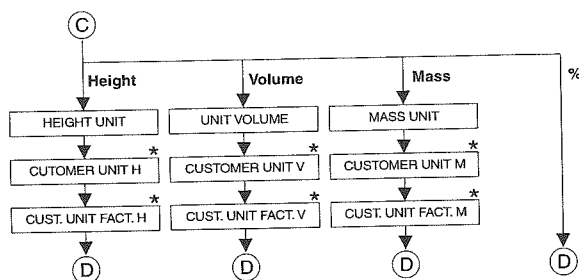 C
Height Volume Mass %
HEIGHT UNIT UNIT VOLUME MASS UNIT
* * *
CUTOMER UNIT H CUSTOMER UNIT V CUSTOMER UNIT M
* * *
CUST. UNIT FACT. H CUST. UNIT FACT. V CUST. UNIT FACT. M
D D D D